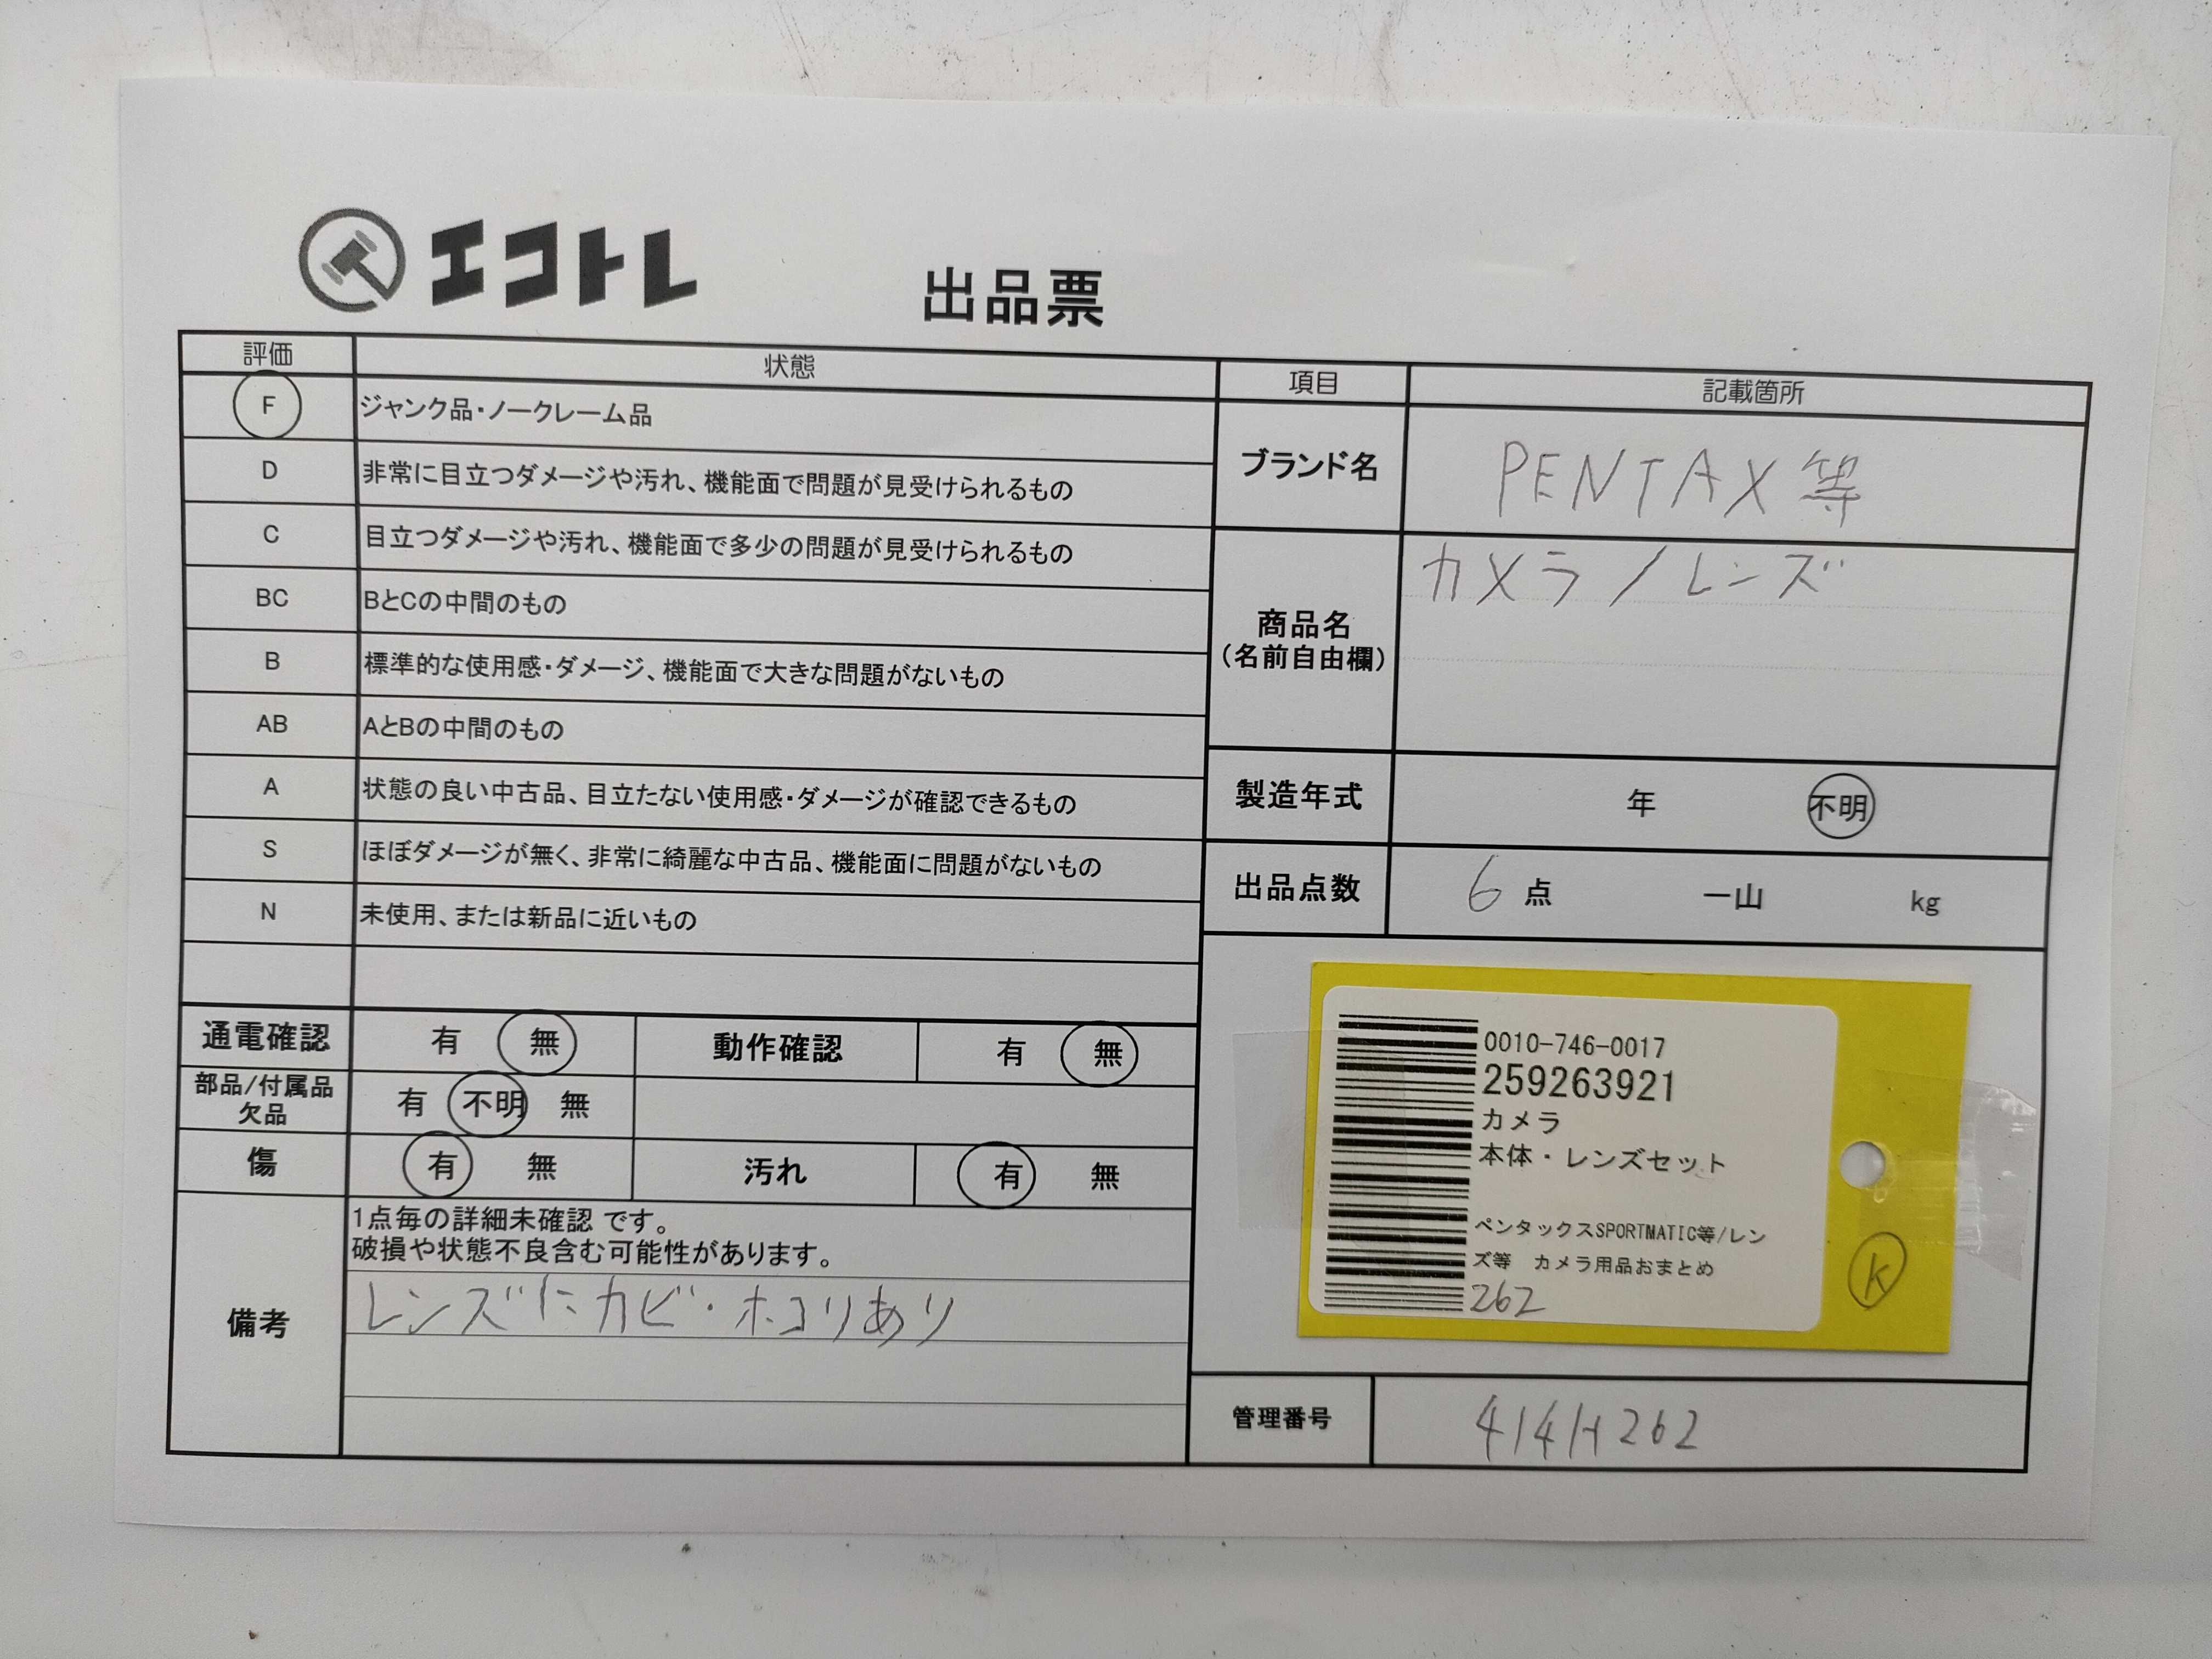 エコトレ
出品票
評価 状態
F ジャンク品・ノークレーム品
D 非常に目立つダメージや汚れ、機能面で問題が見受けられるもの
C 目立つダメージや汚れ、機能面で多少の問題が見受けられるもの
BC BとCの中間のもの
B 標準的な使用感・ダメージ、機能面で大きな問題がないもの
AB AとBの中間のもの
A 状態の良い中古品、目立たない使用感・ダメージが確認できるもの
S ほぼダメージが無く、非常に綺麗な中古品、機能面に問題がないもの
N 未使用、または新品に近いもの
通電確認 有 無 動作確認 有 無
部品/付属品
欠品 有 不明 無
傷 有 無 汚れ 有 無
備考
1点毎の詳細未確認 です。
破損や状態不良含む可能性があります。
レンズにカビ・ホコリあり
項目 記載箇所
ブランド名 PENTAX等
商品名
(名前自由欄)
カメラ/レンズ
製造年式 年 不明
出品点数 6点 一山 kg
0010-746-0017
259263921
カメラ
本体・レンズセット
ペンタックスSPORTMATIC等/レン
ズ等 カメラ用品おまとめ
262
K
管理番号 414H262